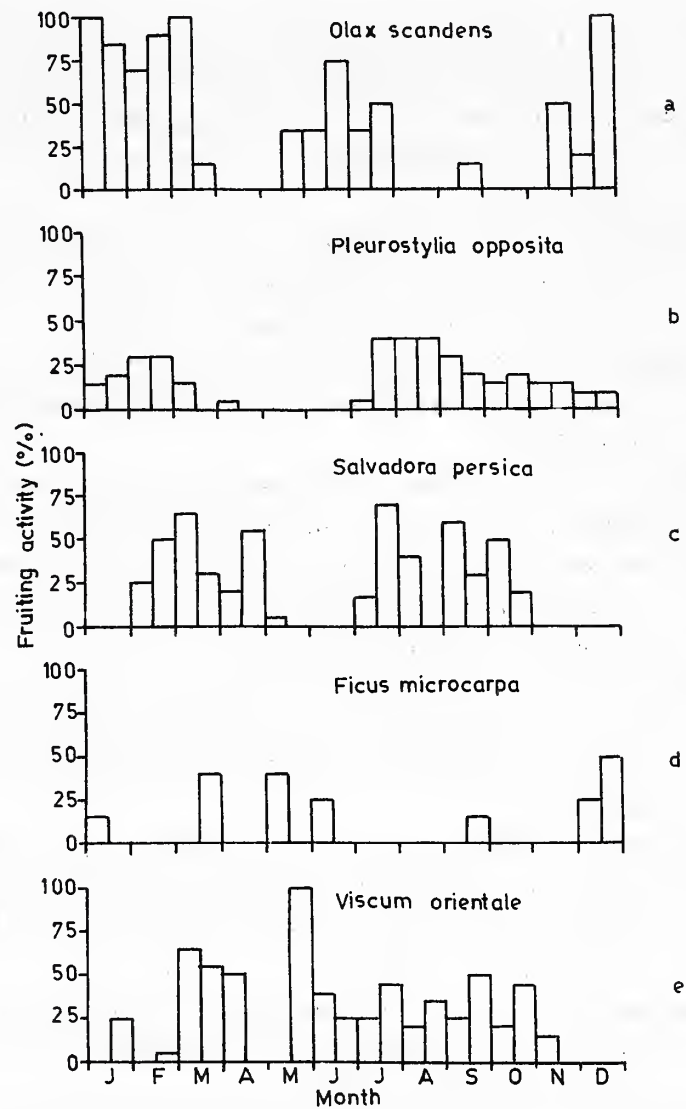 Olax scandens
100
75
50
25
0
a
Pleurostylia opposita
100
75
50
25
0
b
Salvadora persica
100
75
50
25
0
c
Ficus microcarpa
100
75
50
25
0
d
Viscum orientale
100
75
50
25
0
e
Fruiting activity (%)
J F M A M J J A S O N D
Month